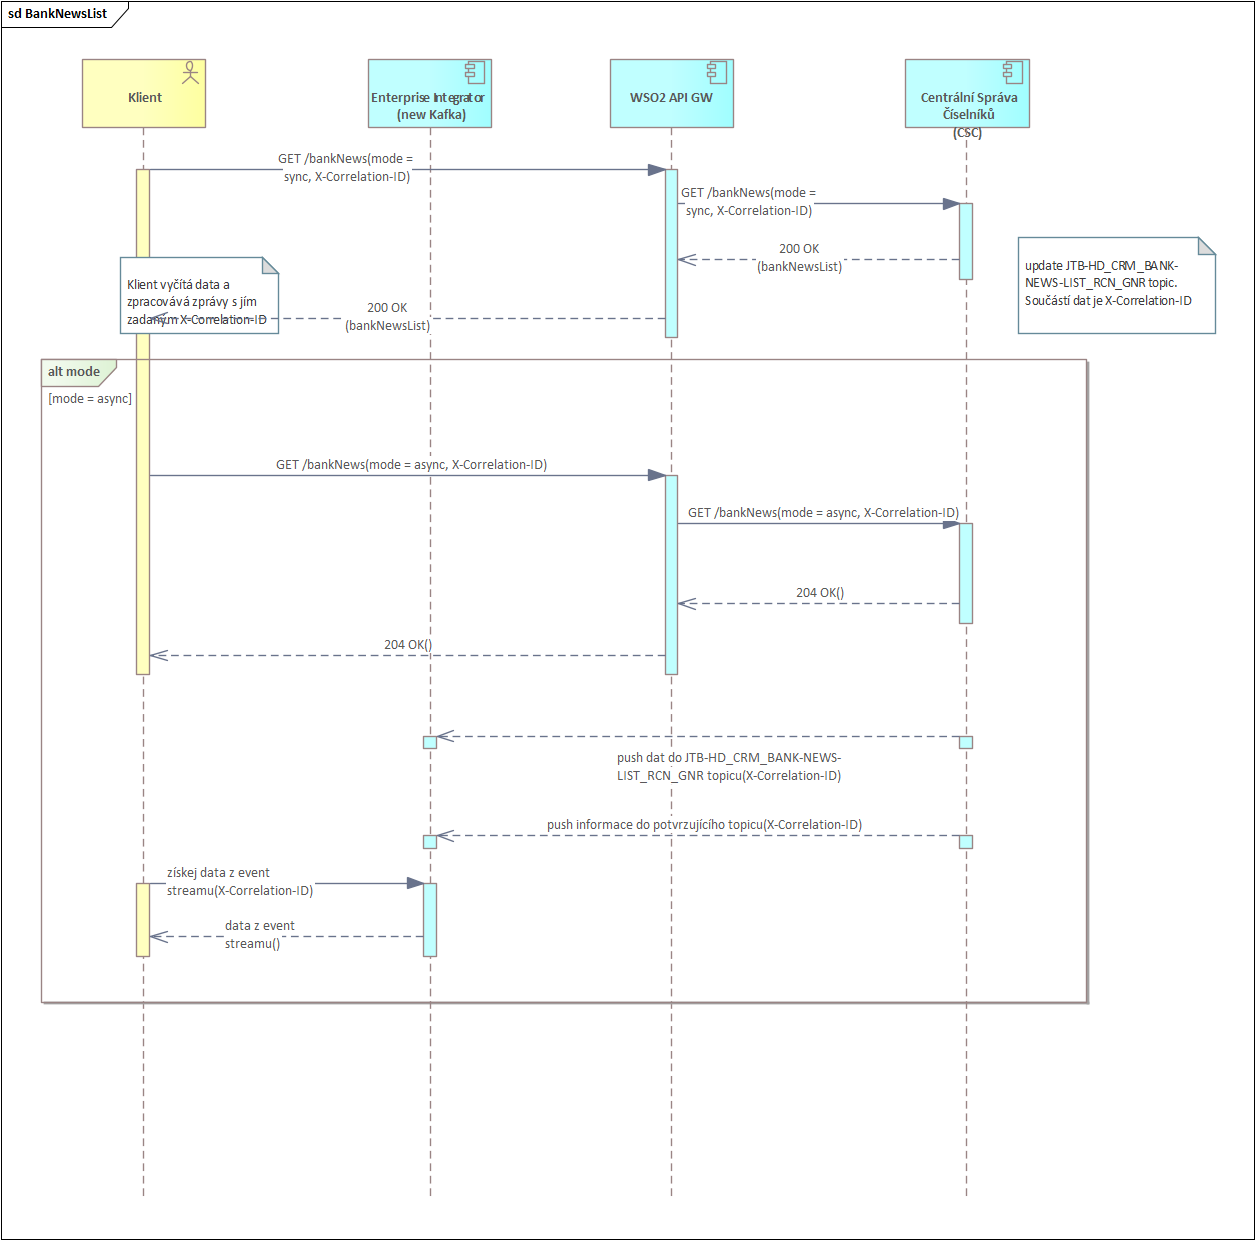 sd BankNewsList
Klient
Enterprise Integrator
(new Kafka)
WSO2 API GW
Centrální Správa
Číselníků
(CSC)
GET /bankNews(mode =
sync, X-Correlation-ID)
GET /bankNews(mode =
sync, X-Correlation-ID)
200 OK
(bankNewsList)
update JTB-HD_CRM_BANK-
NEWS-LIST_RCN_GNR topic.
Součástí dat je X-Correlation-ID
Klient vyčítá data a
zpracovává zprávy s jím
zadaným X-Correlation-ID
200 OK
(bankNewsList)
alt mode
[mode = async]
GET /bankNews(mode = async, X-Correlation-ID)
GET /bankNews(mode = async, X-Correlation-ID)
204 OK()
204 OK()
push dat do JTB-HD_CRM_BANK-NEWS-
LIST_RCN_GNR topicu(X-Correlation-ID)
push informace do potvrzujícího topicu(X-Correlation-ID)
získej data z event
streamu(X-Correlation-ID)
data z event
streamu()